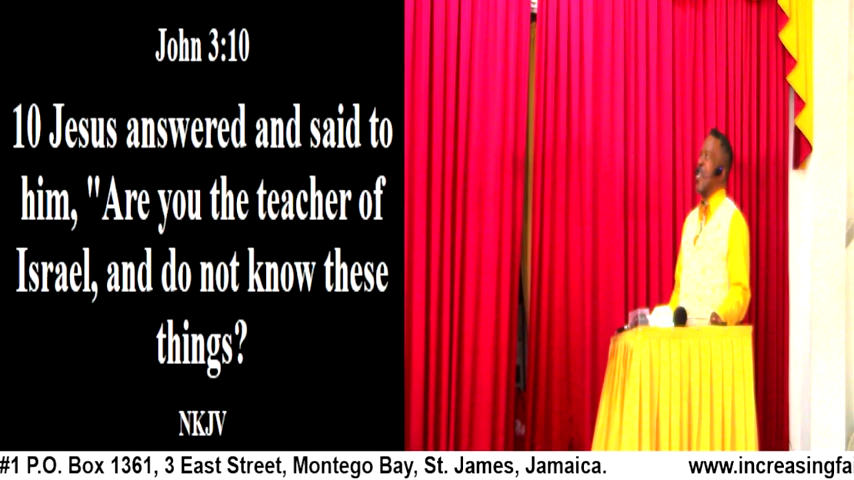 John 3:10
10 Jesus answered and said to
him, "Are you the teacher of
Israel, and do not know these
things?
NKJV
#1 P.O. Box 1361, 3 East Street, Montego Bay, St. James, Jamaica.
www.increasingfa